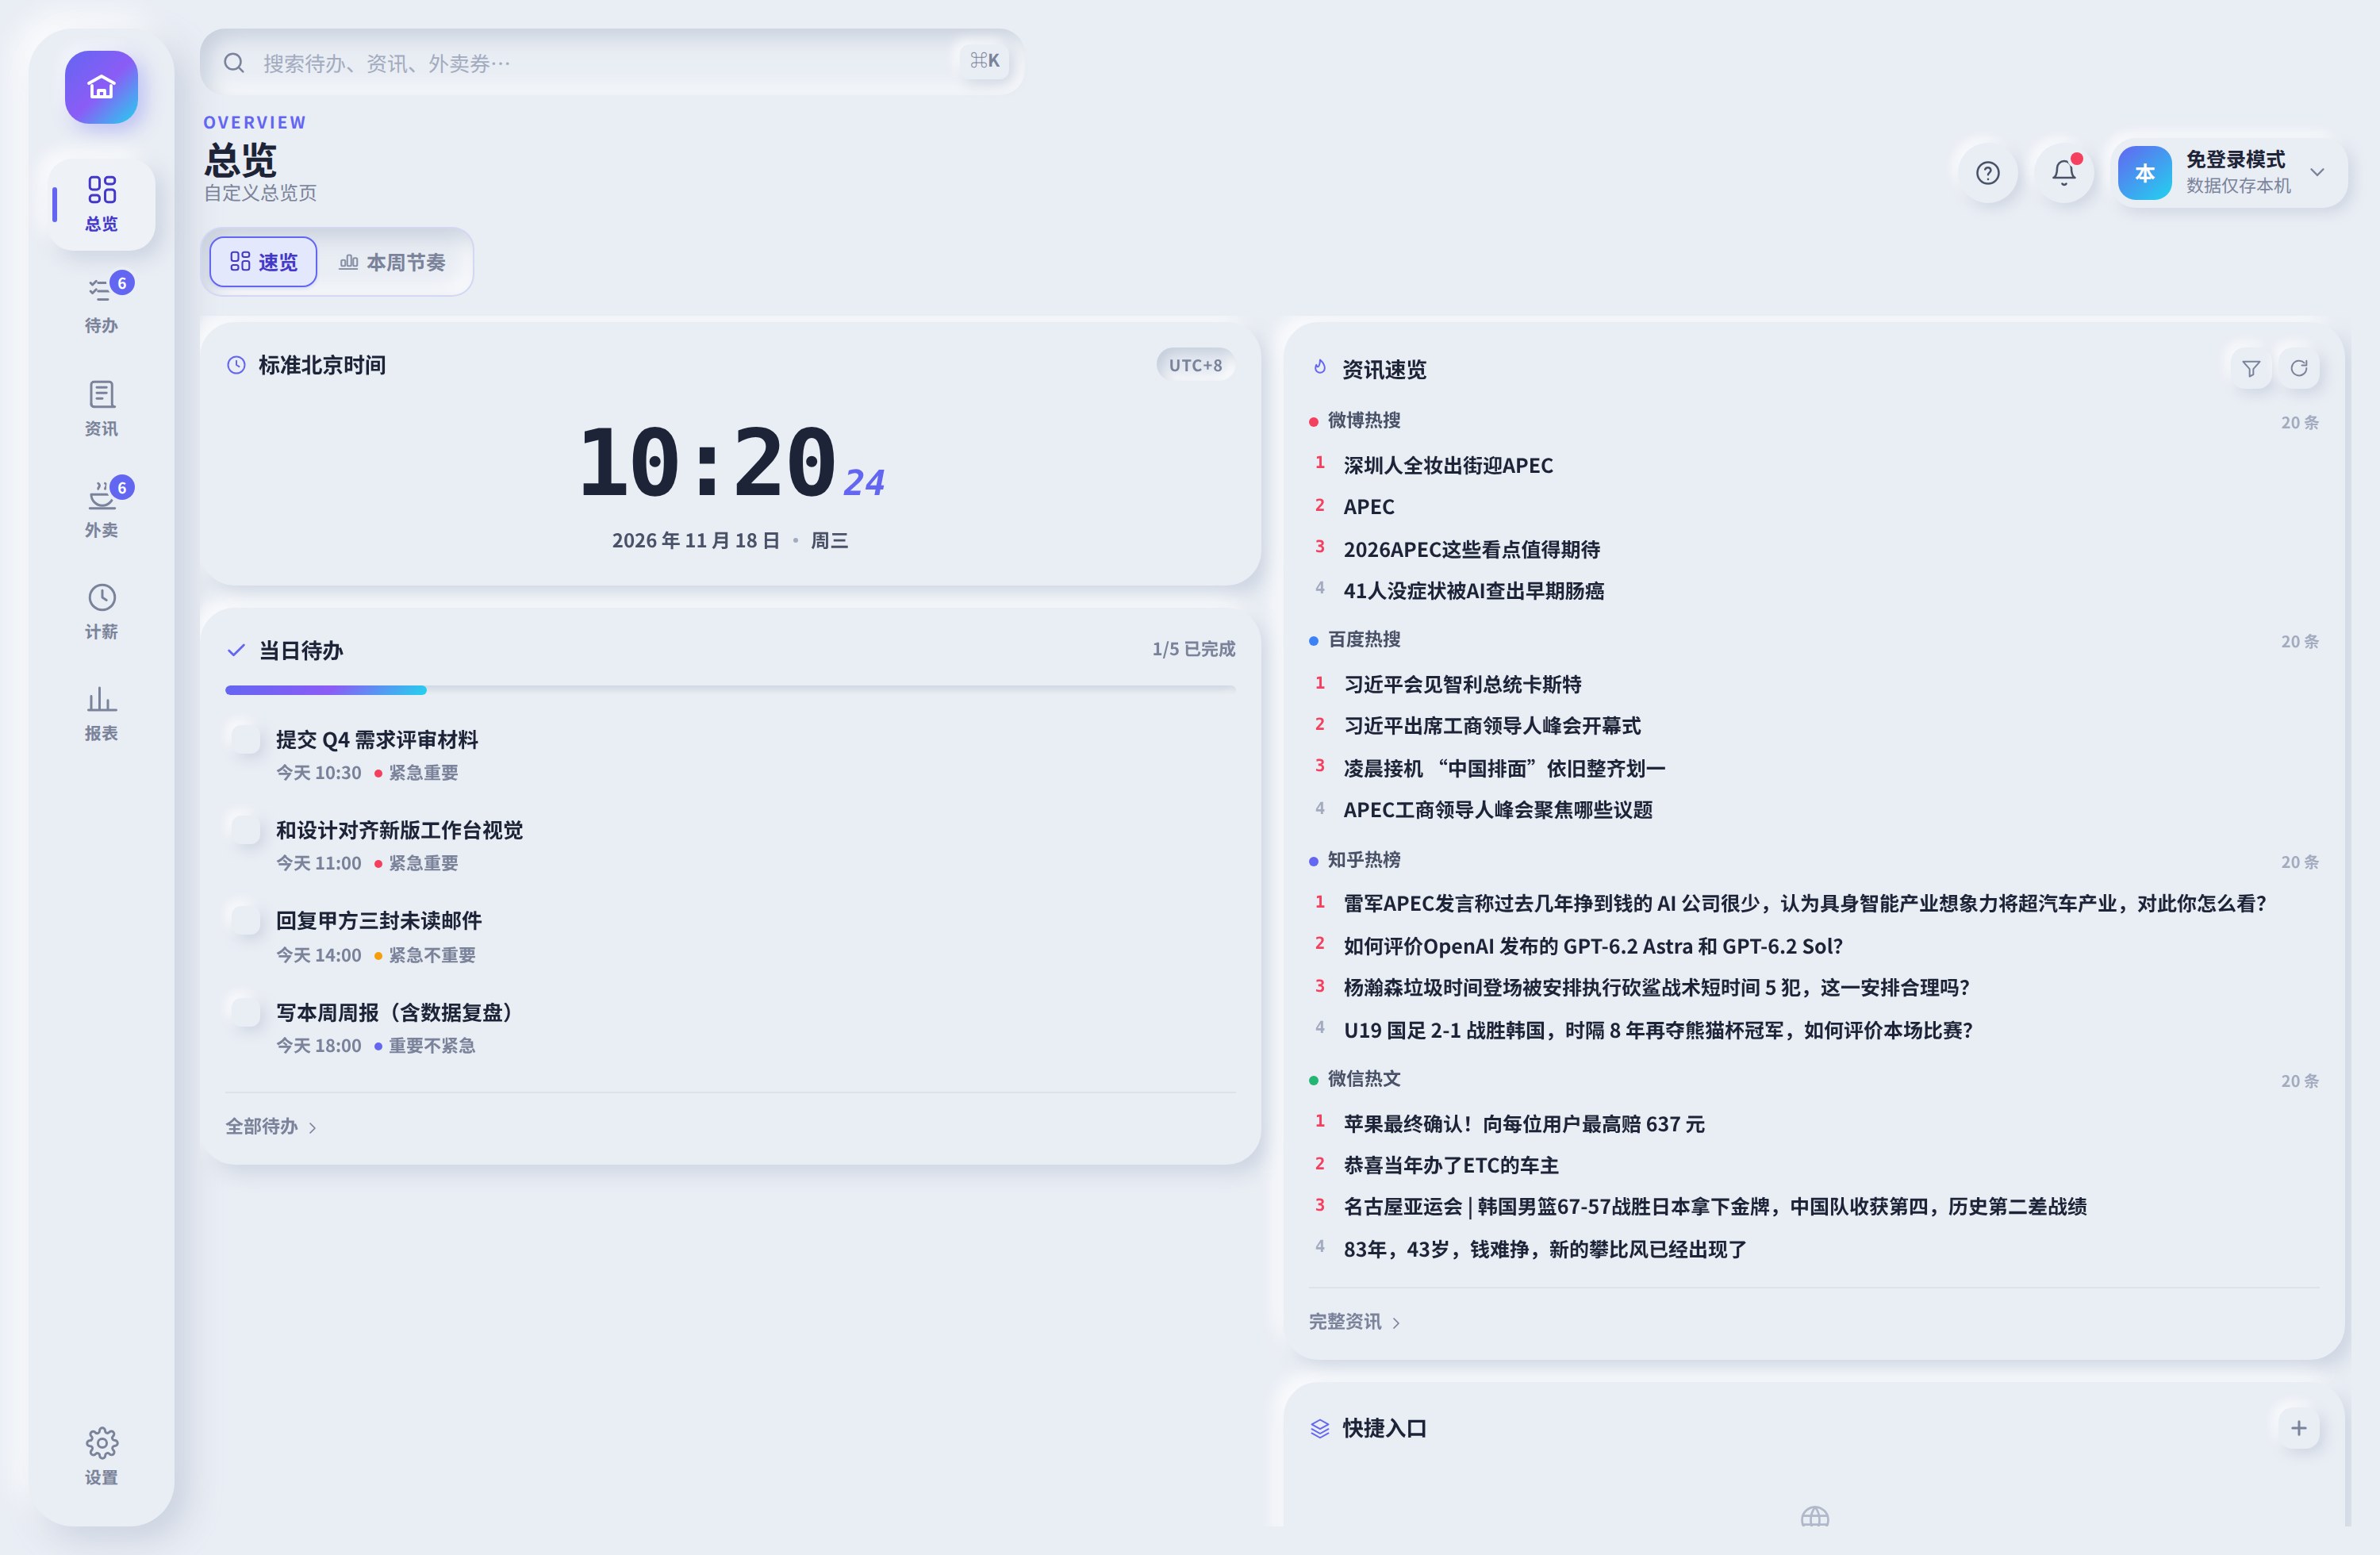 搜索待办、资讯、外卖券…
⌘K
OVERVIEW
总览
自定义总览页
本
免登录模式
数据仅存本机
总览
6
待办
资讯
6
外卖
计薪
报表
设置
速览
本周节奏
标准北京时间
UTC+8
10:20 24
2026 年 11 月 18 日 • 周三
当日待办
1/5 已完成
提交 Q4 需求评审材料
今天 10:30 紧急重要
和设计对齐新版工作台视觉
今天 11:00 紧急重要
回复甲方三封未读邮件
今天 14:00 紧急不重要
写本周周报（含数据复盘）
今天 18:00 重要不紧急
全部待办
资讯速览
微博热搜 20 条
1 深圳人全妆出街迎APEC
2 APEC
3 2026APEC这些看点值得期待
4 41人没症状被AI查出早期肠癌
百度热搜 20 条
1 习近平会见智利总统卡斯特
2 习近平出席工商领导人峰会开幕式
3 凌晨接机 “中国排面”依旧整齐划一
4 APEC工商领导人峰会聚焦哪些议题
知乎热榜 20 条
1 雷军APEC发言称过去几年挣到钱的 AI 公司很少，认为具身智能产业想象力将超汽车产业，对此你怎么看？
2 如何评价OpenAI 发布的 GPT-6.2 Astra 和 GPT-6.2 Sol？
3 杨瀚森垃圾时间登场被安排执行砍鲨战术短时间 5 犯，这一安排合理吗？
4 U19 国足 2-1 战胜韩国，时隔 8 年再夺熊猫杯冠军，如何评价本场比赛？
微信热文 20 条
1 苹果最终确认！向每位用户最高赔 637 元
2 恭喜当年办了ETC的车主
3 名古屋亚运会 | 韩国男篮67-57战胜日本拿下金牌，中国队收获第四，历史第二差战绩
4 83年，43岁，钱难挣，新的攀比风已经出现了
完整资讯
快捷入口